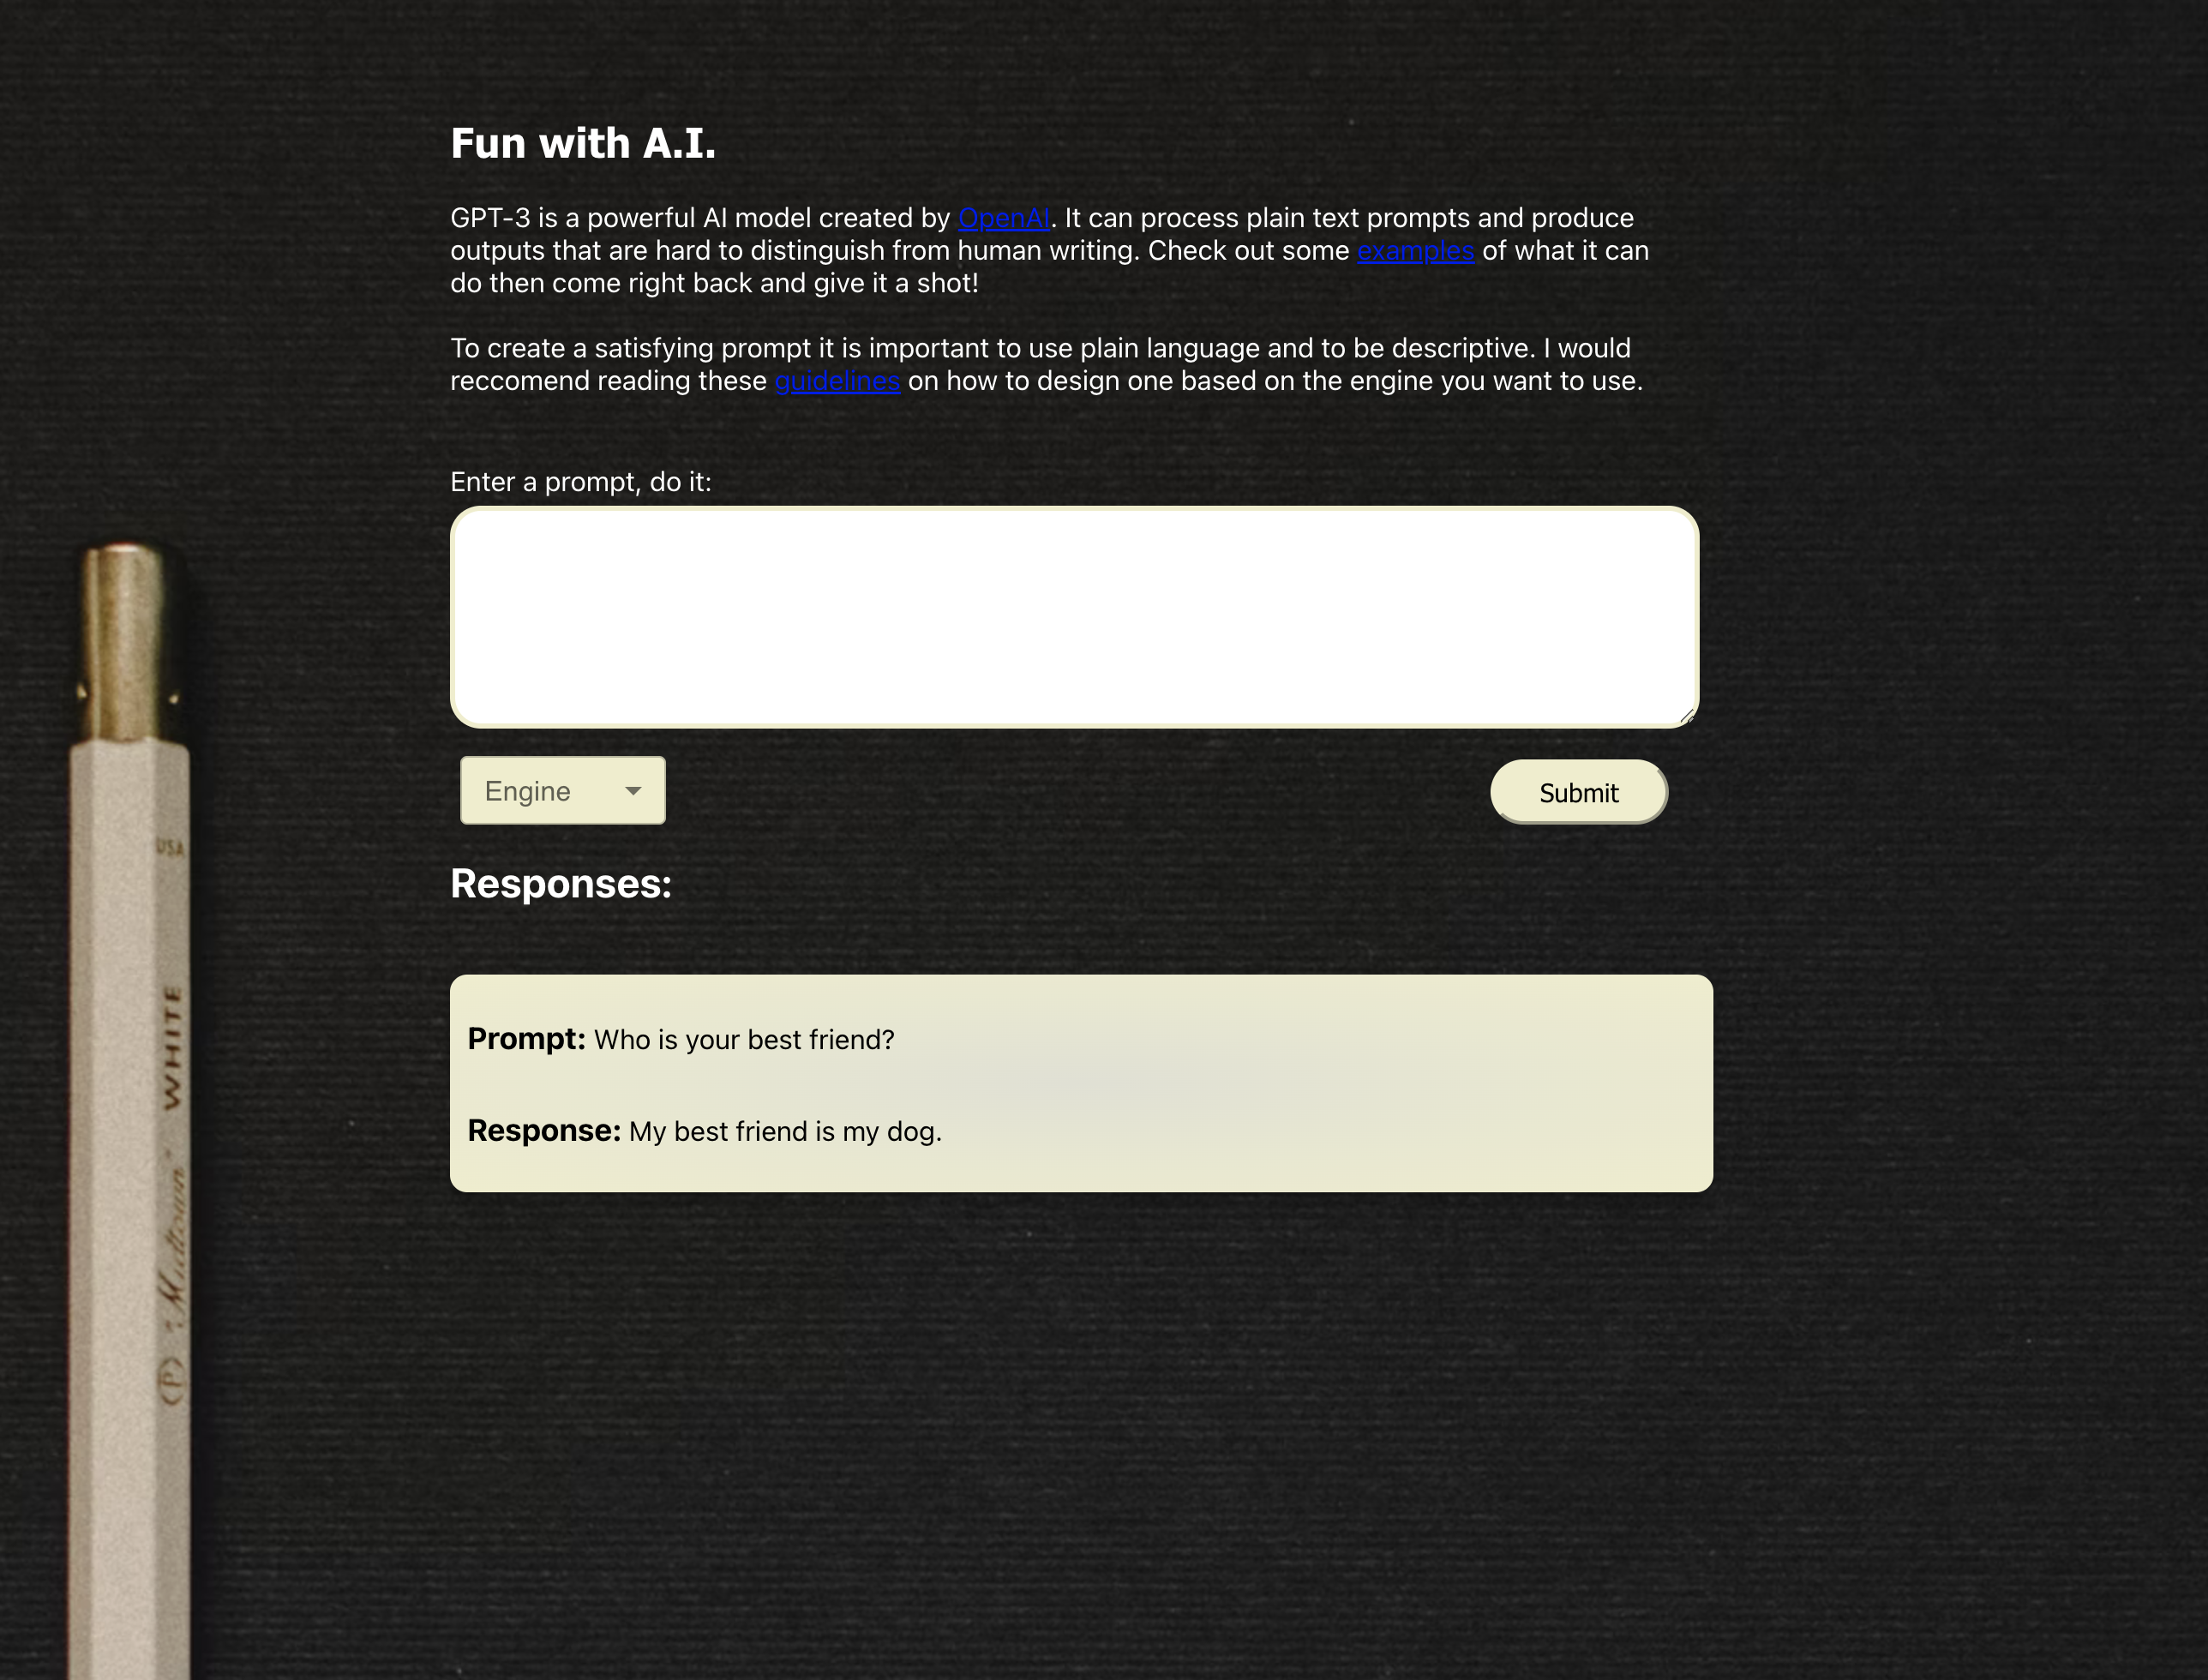 Fun with A.I.
GPT-3 is a powerful AI model created by OpenAI. It can process plain text prompts and produce
outputs that are hard to distinguish from human writing. Check out some examples of what it can
do then come right back and give it a shot!
To create a satisfying prompt it is important to use plain language and to be descriptive. I would
reccomend reading these guidelines on how to design one based on the engine you want to use.
Enter a prompt, do it:
Engine
Submit
Responses:
Prompt: Who is your best friend?
Response: My best friend is my dog.
USA
WHITE
"Midtown"
(P)